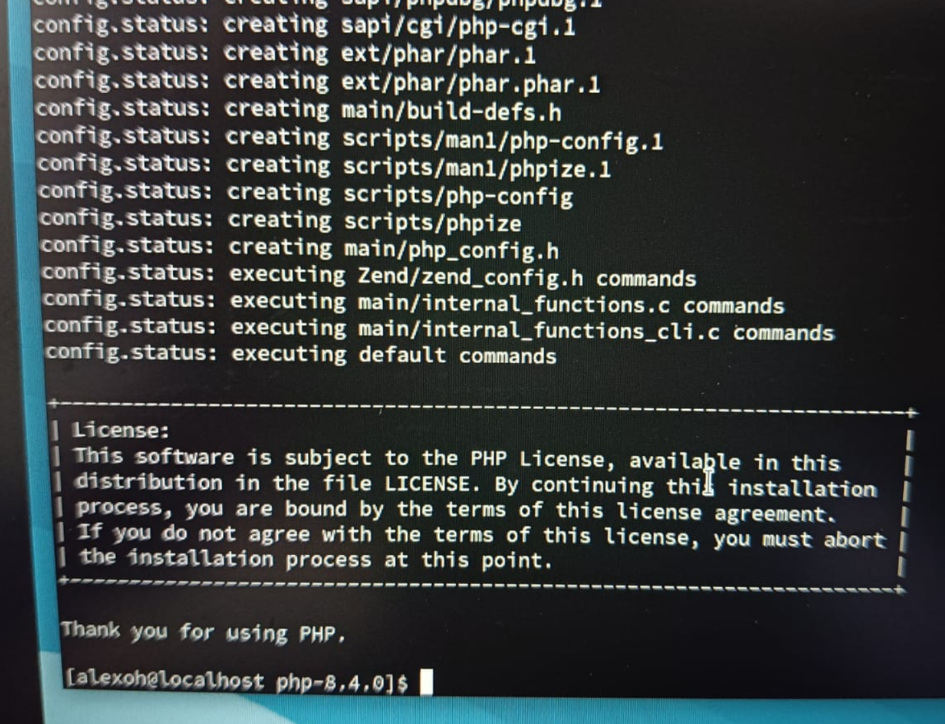 config.status: creating sapi/phpdbg/phpdbg.1
config.status: creating sapi/cgi/php-cgi.1
config.status: creating ext/phar/phar.1
config.status: creating ext/phar/phar.phar.1
config.status: creating main/build-defs.h
config.status: creating scripts/man1/php-config.1
config.status: creating scripts/man1/phpize.1
config.status: creating scripts/php-config
config.status: creating scripts/phpize
config.status: creating main/php_config.h
config.status: executing Zend/zend_config.h commands
config.status: executing main/internal_functions.c commands
config.status: executing main/internal_functions_cli.c commands
config.status: executing default commands
License:
This software is subject to the PHP License, available in this
distribution in the file LICENSE. By continuing this installation
process, you are bound by the terms of this license agreement.
If you do not agree with the terms of this license, you must abort
the installation process at this point.
Thank you for using PHP.
[alexoh@localhost php-8.4.0]$